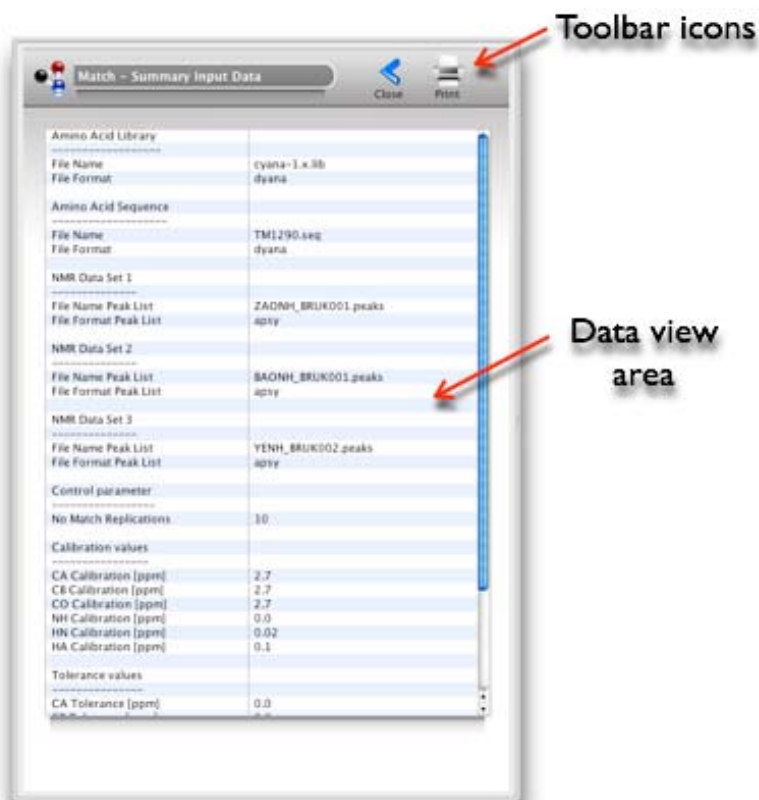 Toolbar icons
Match - Summary Input Data
Close Print
Amino Acid Library
-------------------
File Name cyana-1.x.lib
File Format dyana
Amino Acid Sequence
--------------------
File Name TM1290.seq
File Format dyana
NMR Data Set 1
---------------
File Name Peak List ZAONH_BRUK001.peaks
File Format Peak List apsy
NMR Data Set 2
---------------
File Name Peak List BAONH_BRUK001.peaks
File Format Peak List apsy
NMR Data Set 3
---------------
File Name Peak List YENH_BRUK002.peaks
File Format Peak List apsy
Data view
area
Control parameter
------------------
No Match Replications 10
Calibration values
-----------------
CA Calibration [ppm] 2.7
CB Calibration [ppm] 2.7
CO Calibration [ppm] 2.7
NH Calibration [ppm] 0.0
HN Calibration [ppm] 0.02
HA Calibration [ppm] 0.1
Tolerance values
----------------
CA Tolerance [ppm] 0.0